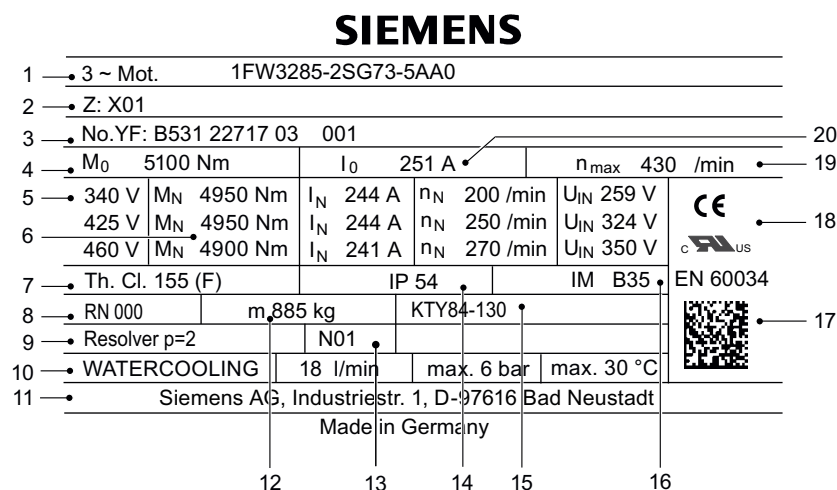 SIEMENS
1 3 ~ Mot. 1FW3285-2SG73-5AA0
2 Z: X01
3 No.YF: B531 22717 03 001
20
4 M0 5100 Nm I0 251 A nmax 430 /min 19
5 340 V MN 4950 Nm IN 244 A nN 200 /min UIN 259 V
CE
425 V MN 4950 Nm IN 244 A nN 250 /min UIN 324 V 18
6 460 V MN 4900 Nm IN 241 A nN 270 /min UIN 350 V
C RU US
7 Th. Cl. 155 (F) IP 54 IM B35 EN 60034
8 RN 000 m 885 kg KTY84-130
17
9 Resolver p=2 N01
10 WATERCOOLING 18 l/min max. 6 bar max. 30 °C
11 Siemens AG, Industriestr. 1, D-97616 Bad Neustadt
Made in Germany
12 13 14 15 16